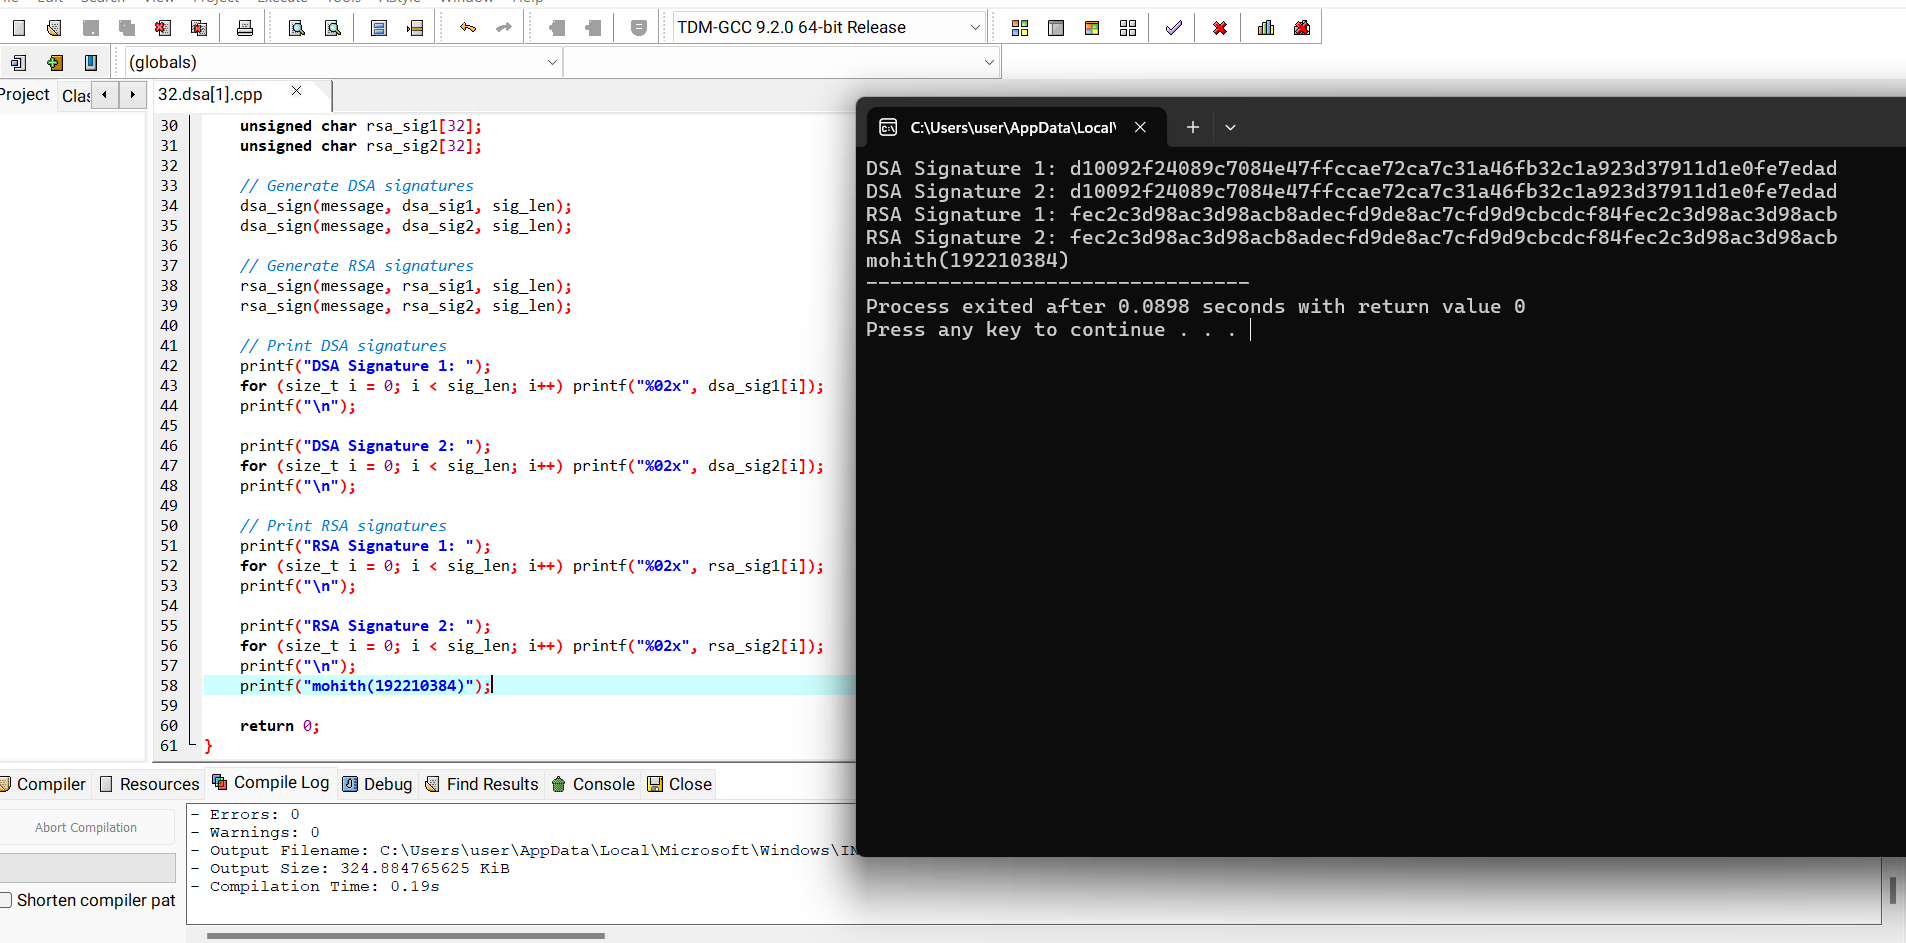 TDM-GCC 9.2.0 64-bit Release
(globals)
Project
32.dsa[1].cpp
30 unsigned char rsa_sig1[32];
31 unsigned char rsa_sig2[32];
32
33 // Generate DSA signatures
34 dsa_sign(message, dsa_sig1, sig_len);
35 dsa_sign(message, dsa_sig2, sig_len);
36
37 // Generate RSA signatures
38 rsa_sign(message, rsa_sig1, sig_len);
39 rsa_sign(message, rsa_sig2, sig_len);
40
41 // Print DSA signatures
42 printf("DSA Signature 1: ");
43 for (size_t i = 0; i < sig_len; i++) printf("%02x", dsa_sig1[i]);
44 printf("\n");
45
46 printf("DSA Signature 2: ");
47 for (size_t i = 0; i < sig_len; i++) printf("%02x", dsa_sig2[i]);
48 printf("\n");
49
50 // Print RSA signatures
51 printf("RSA Signature 1: ");
52 for (size_t i = 0; i < sig_len; i++) printf("%02x", rsa_sig1[i]);
53 printf("\n");
54
55 printf("RSA Signature 2: ");
56 for (size_t i = 0; i < sig_len; i++) printf("%02x", rsa_sig2[i]);
57 printf("\n");
58 printf("mohith(192210384)");
59
60 return 0;
61 }
C:\Users\user\AppData\Local\
DSA Signature 1: d10092f24089c7084e47ffccae72ca7c31a46fb32c1a923d37911d1e0fe7edad
DSA Signature 2: d10092f24089c7084e47ffccae72ca7c31a46fb32c1a923d37911d1e0fe7edad
RSA Signature 1: fec2c3d98ac3d98acb8adecfd9de8ac7cfd9d9cbcdcf84fec2c3d98ac3d98acb
RSA Signature 2: fec2c3d98ac3d98acb8adecfd9de8ac7cfd9d9cbcdcf84fec2c3d98ac3d98acb
mohith(192210384)
--------------------------------
Process exited after 0.0898 seconds with return value 0
Press any key to continue . . .
Compiler Resources Compile Log Debug Find Results Console Close
Abort Compilation
Shorten compiler pat
- Errors: 0
- Warnings: 0
- Output Filename: C:\Users\user\AppData\Local\Microsoft\Windows\IN
- Output Size: 324.884765625 KiB
- Compilation Time: 0.19s